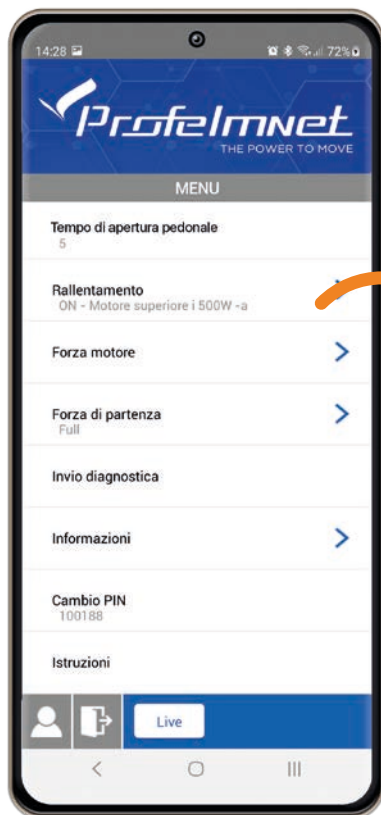 14:28 72%
Profelmnet
THE POWER TO MOVE
MENU
Tempo di apertura pedonale
5
Rallentamento
ON - Motore superiore i 500W -a
Forza motore
Forza di partenza
Full
Invio diagnostica
Informazioni
Cambio PIN
100188
Istruzioni
Live